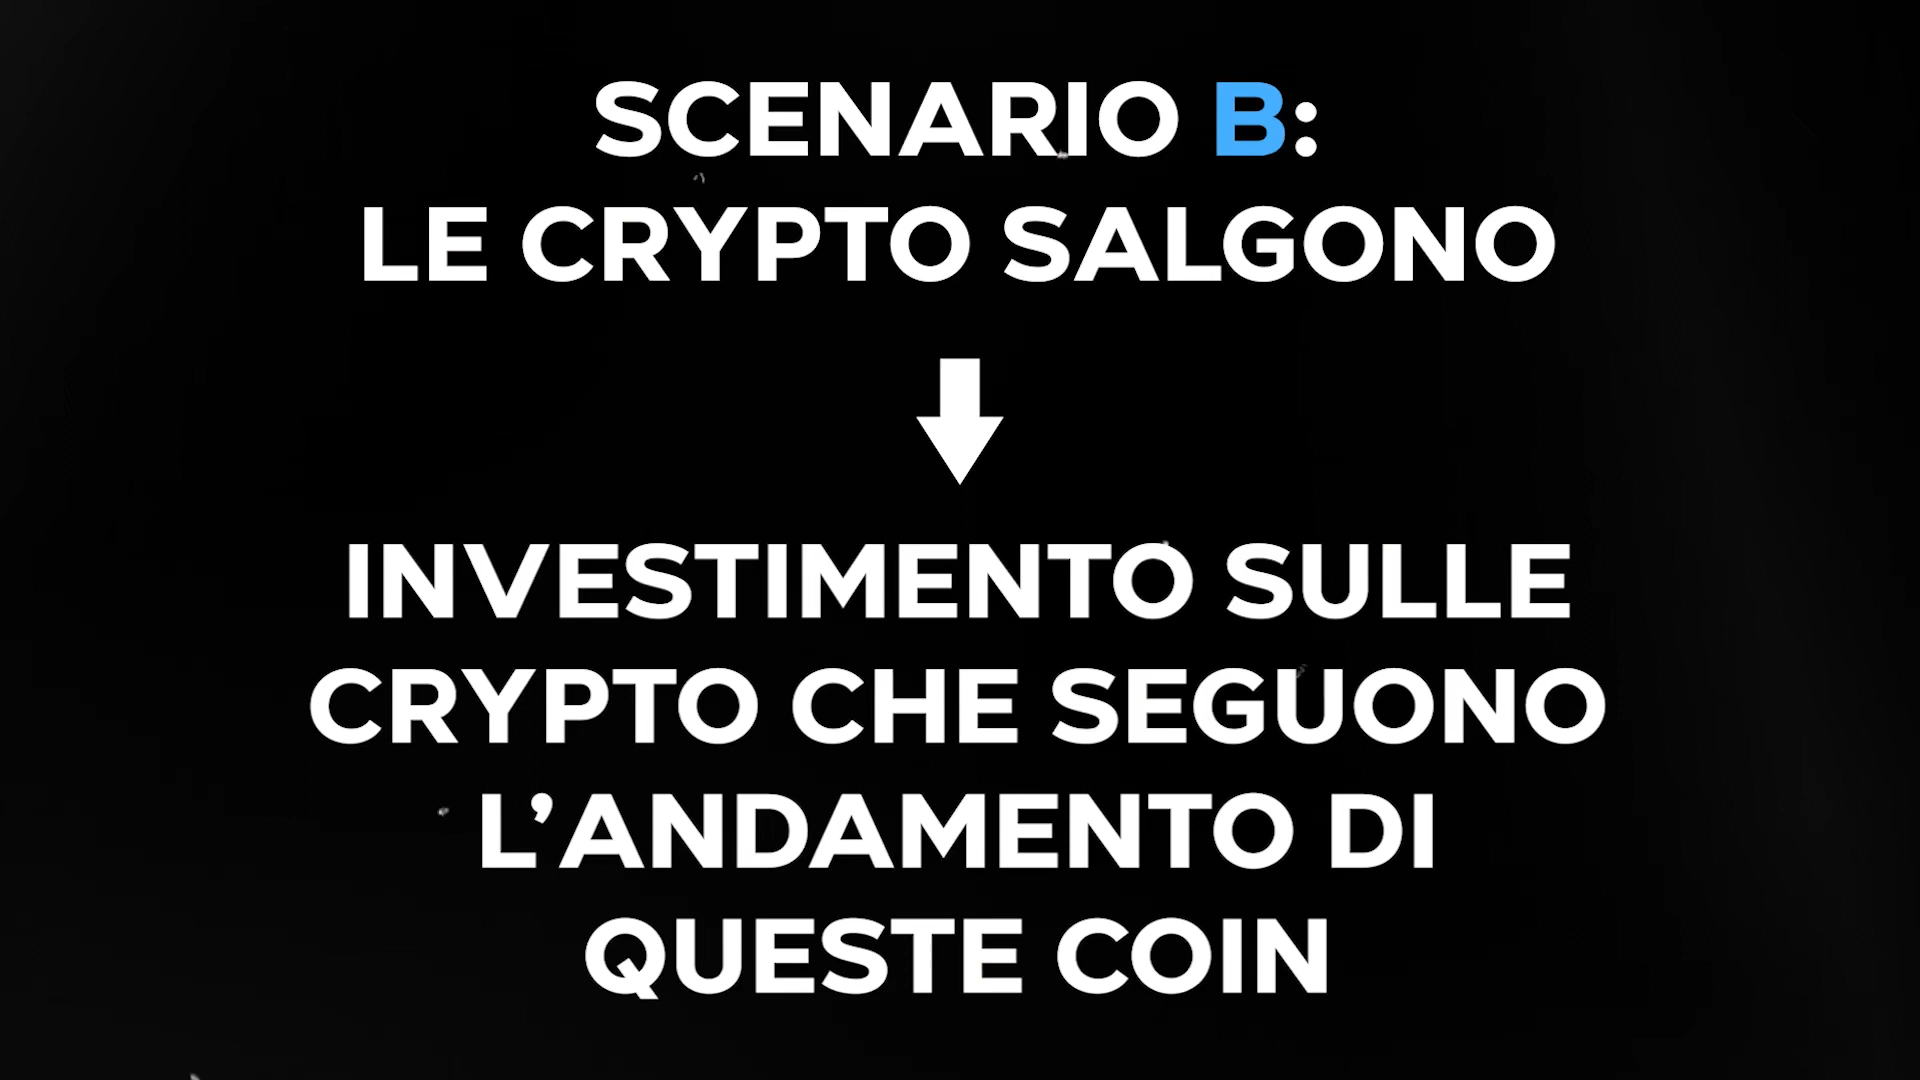 SCENARIO B:
LE CRYPTO SALGONO
INVESTIMENTO SULLE
CRYPTO CHE SEGUONO
L’ANDAMENTO DI
QUESTE COIN